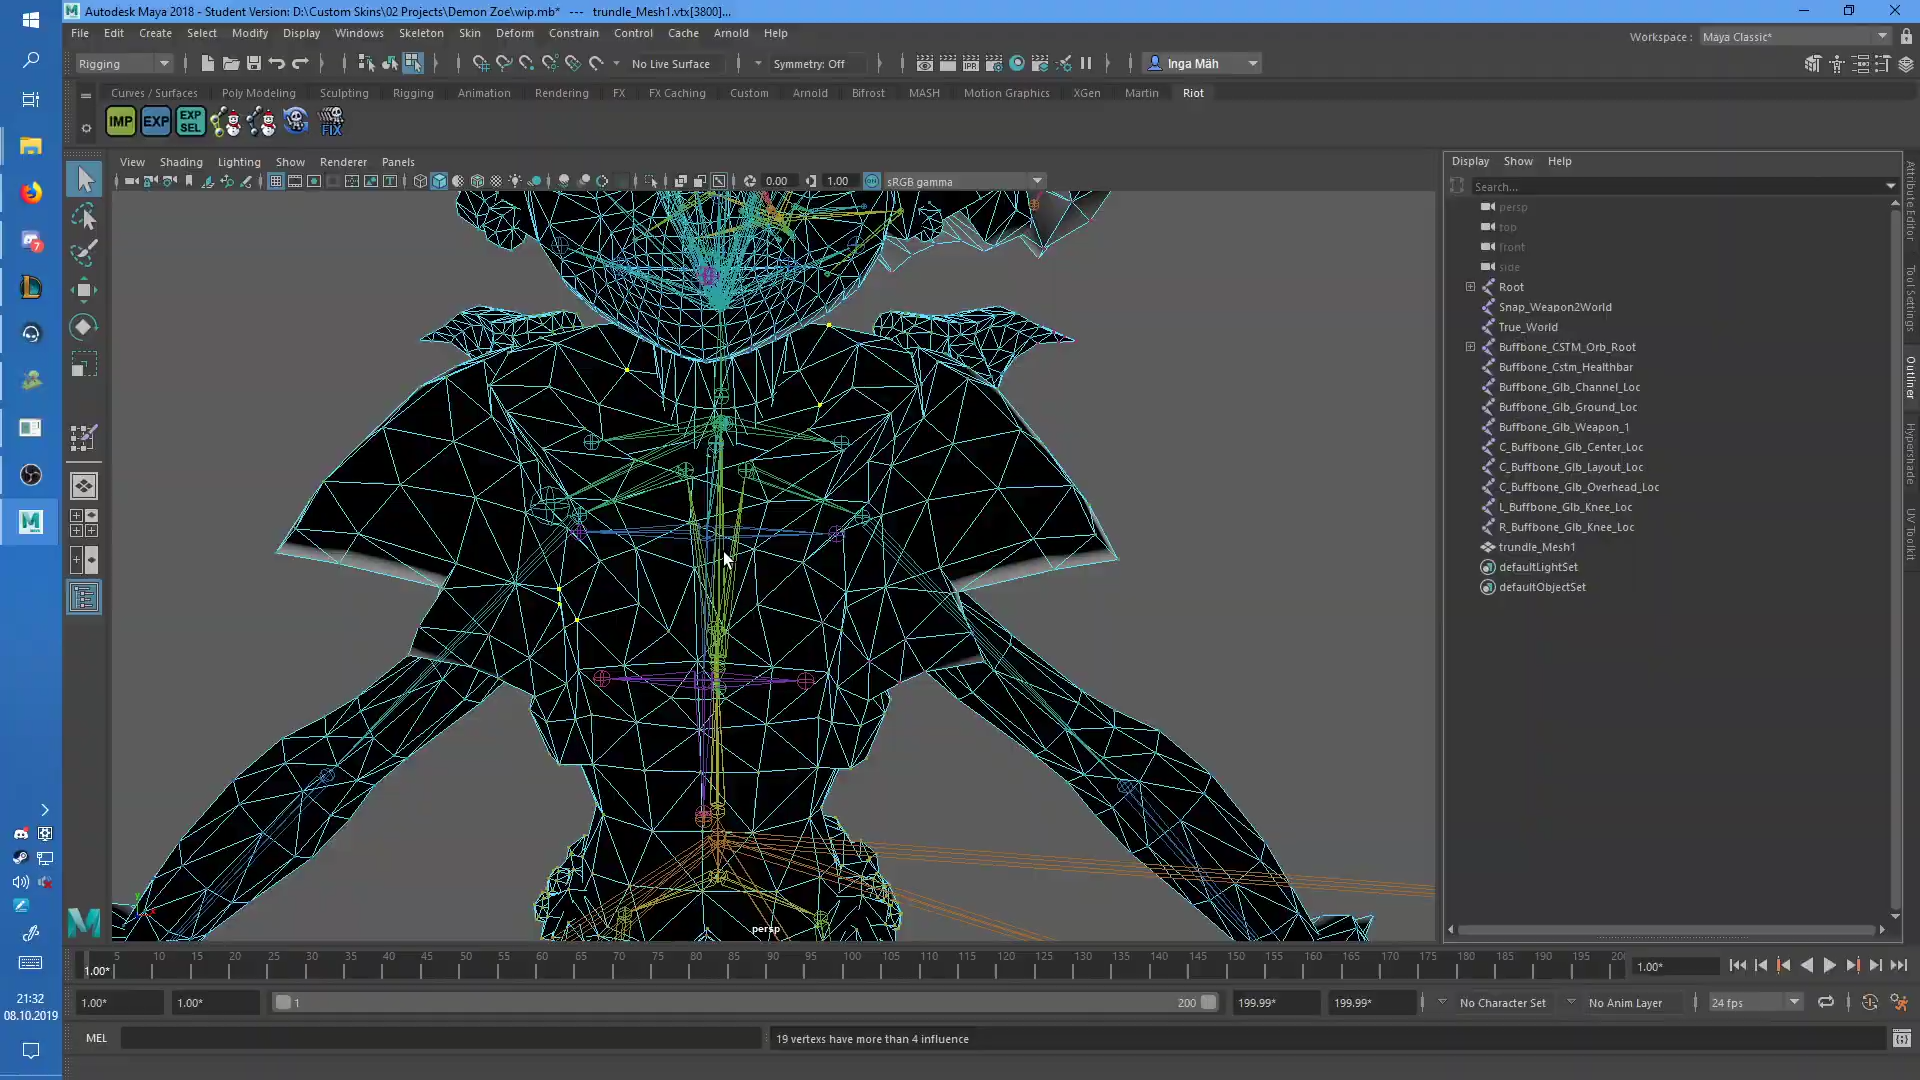 Autodesk Maya 2018 - Student Version: D:\Custom Skins\02 Projects\Demon Zoe\wip.mb* --- trundle_Mesh1.vtx[3800]...
File Edit Create Select Modify Display Windows Skeleton Skin Deform Constrain Control Cache Arnold Help
Workspace : Maya Classic*
Rigging
No Live Surface
Symmetry: Off
Inga Mäh
Curves / Surfaces Poly Modeling Sculpting Rigging Animation Rendering FX FX Caching Custom Arnold Bifrost MASH Motion Graphics XGen Martin Riot
IMP EXP EXP SEL FIX
View Shading Lighting Show Renderer Panels
0.00 1.00 sRGB gamma
Display Show Help
Search...
persp
top
front
side
Root
Snap_Weapon2World
True_World
Buffbone_CSTM_Orb_Root
Buffbone_Cstm_Healthbar
Buffbone_Glb_Channel_Loc
Buffbone_Glb_Ground_Loc
Buffbone_Glb_Weapon_1
C_Buffbone_Glb_Center_Loc
C_Buffbone_Glb_Layout_Loc
C_Buffbone_Glb_Overhead_Loc
L_Buffbone_Glb_Knee_Loc
R_Buffbone_Glb_Knee_Loc
trundle_Mesh1
defaultLightSet
defaultObjectSet
Attribute Editor
Tool Settings
Outliner
Hypershade
UV Toolkit
persp
5 10 15 20 25 30 35 40 45 50 55 60 65 70 75 80 85 90 95 100 105 110 115 120 125 130 135 140 145 150 155 160 165 170 175 180 185 190 195 20
1.00*
1.00*
1.00* 1.00* 1 200 199.99* 199.99* No Character Set No Anim Layer 24 fps
MEL
19 vertexs have more than 4 influence
21:32
08.10.2019